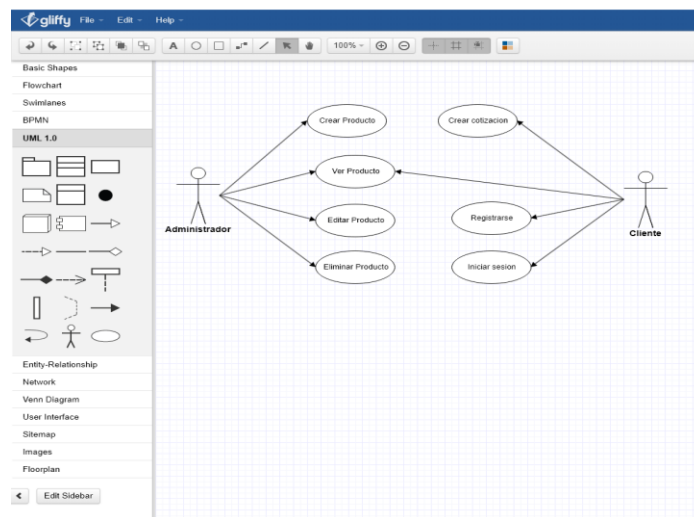 gliffy File Edit Help
A 100%
Basic Shapes
Flowchart
Swimlanes
BPMN
UML 1.0
Entity-Relationship
Network
Venn Diagram
User Interface
Sitemap
Images
Floorplan
Edit Sidebar
Crear Producto
Crear cotizacion
Ver Producto
Administrador
Editar Producto
Registrarse
Cliente
Eliminar Producto
Iniciar sesion